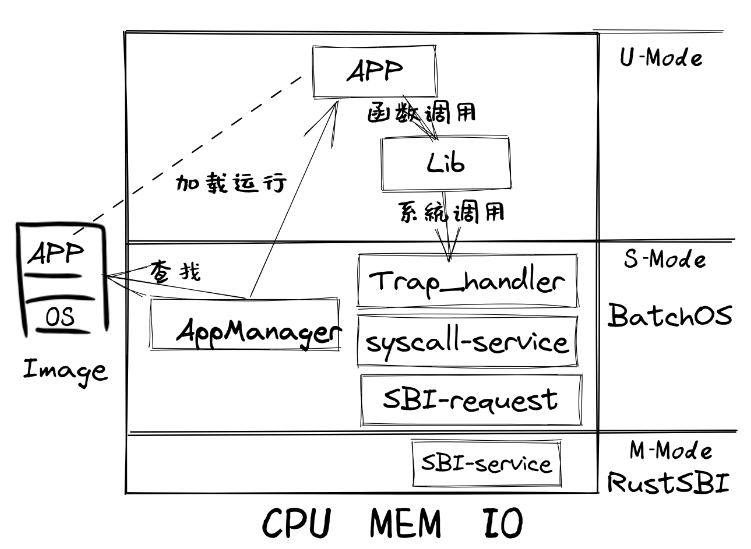 U-Mode
APP
函数调用
Lib
加载运行
系统调用
APP
OS
Image
查找
AppManager
Trap_handler
syscall-service
SBI-request
S-Mode
BatchOS
SBI-service
M-Mode
RustSBI
CPU MEM IO